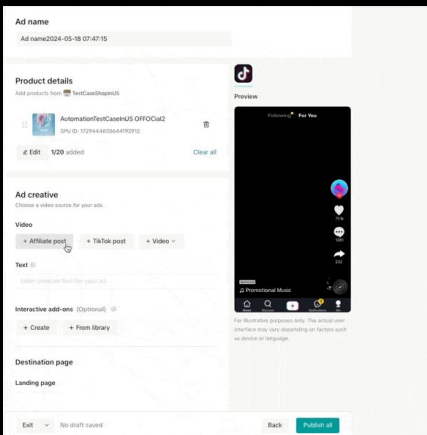 Ad name
Ad name2024-05-18 07:47:15
Product details
Add products from TestCaseShopinUS
AutomationTestCaseInUS OFFOCial2
SPU ID: 1729444858644193912
Edit 1/20 added Clear all
Ad creative
Choose a video source for your ads.
Video
+ Affiliate post + TikTok post + Video
Text
Enter creative text for your ad
Interactive add-ons (Optional)
+ Create + From library
Destination page
Landing page
Exit No draft saved Back Publish all
Preview
Following For You
Promotional Music
For illustrative purposes only. The actual user
interface may vary depending on factors such
as device or language.